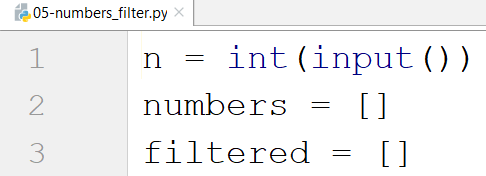 05-numbers_filter.py ×
1 n = int(input())
2 numbers = []
3 filtered = []